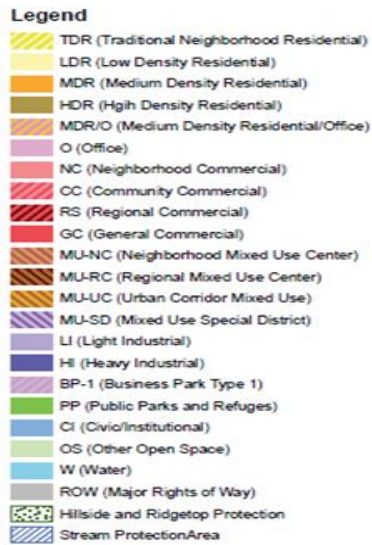 Legend
TDR (Traditional Neighborhood Residential)
LDR (Low Density Residential)
MDR (Medium Density Residential)
HDR (Hgih Density Residential)
MDR/O (Medium Density Residential/Office)
O (Office)
NC (Neighborhood Commercial)
CC (Community Commercial)
RS (Regional Commercial)
GC (General Commercial)
MU-NC (Neighborhood Mixed Use Center)
MU-RC (Regional Mixed Use Center)
MU-UC (Urban Corridor Mixed Use)
MU-SD (Mixed Use Special District)
LI (Light Industrial)
HI (Heavy Industrial)
BP-1 (Business Park Type 1)
PP (Public Parks and Refuges)
CI (Civic/Institutional)
OS (Other Open Space)
W (Water)
ROW (Major Rights of Way)
Hillside and Ridgetop Protection
Stream ProtectionArea